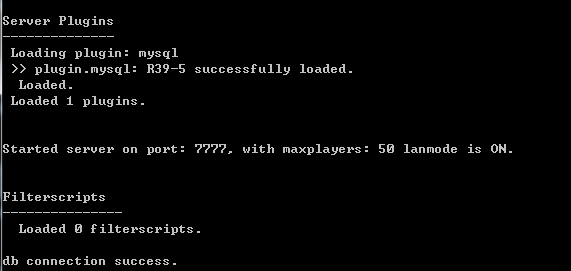 Server Plugins
--------------
Loading plugin: mysql
>> plugin.mysql: R39-5 successfully loaded.
Loaded.
Loaded 1 plugins.
Started server on port: 7777, with maxplayers: 50 lanmode is ON.
Filterscripts
---------------
Loaded 0 filterscripts.
db connection success.